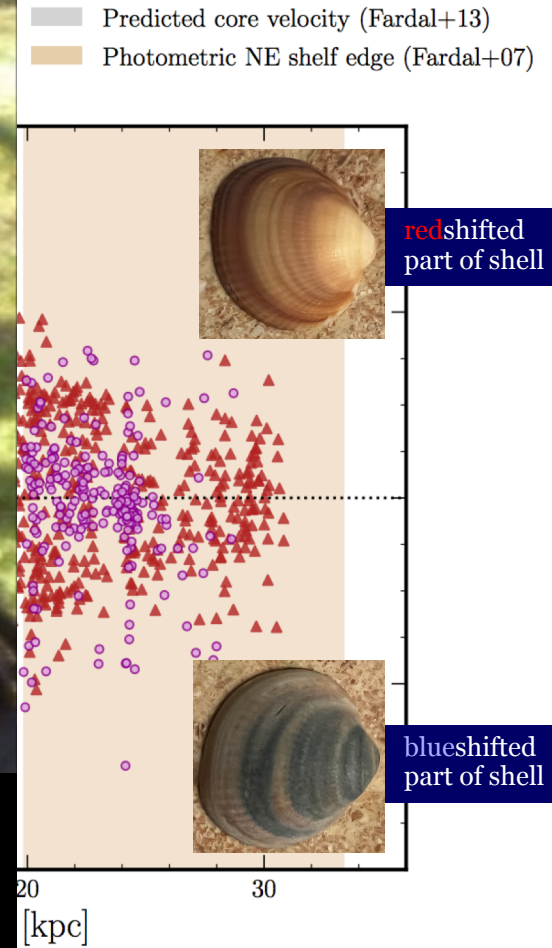 Predicted core velocity (Fardal+13)
Photometric NE shelf edge (Fardal+07)
redshifted
part of shell
blueshifted
part of shell
20
30
[kpc]